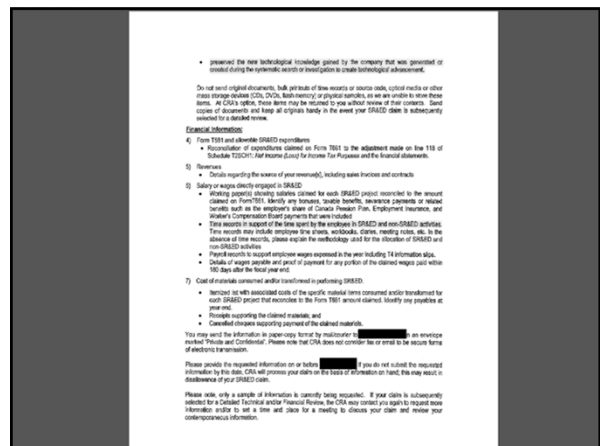 • preserved the new technological knowledge gained by the company that was generated or
created during the systematic search or investigation to create technological advancement.
Do not send original documents, bulk printouts of time records or source code, optical media or other
mass storage devices (CDs, DVDs, flash memory) or physical samples, as we are unable to store these
items. At CRA's option, these items may be returned to you without review of their contents. Send
copies of documents and keep all originals handy in the event your SR&ED claim is subsequently
selected for a detailed review.
Financial Information:
4) Form T661 and allowable SR&ED expenditures
• Reconciliation of expenditures claimed on Form T661 to the adjustment made on line 118 of
Schedule T2SCH1: Net Income (Loss) for Income Tax Purposes and the financial statements.
5) Revenues
• Details regarding the source of your revenue(s), including sales invoices and contracts
6) Salary or wages directly engaged in SR&ED
• Working paper(s) showing salaries claimed for each SR&ED project reconciled to the amount
claimed on FormT661. Identify any bonuses, taxable benefits, severance payments or related
benefits such as the employer's share of Canada Pension Plan, Employment Insurance, and
Worker's Compensation Board payments that were included
• Time records in support of the time spent by the employee in SR&ED and non-SR&ED activities.
Time records may include employee time sheets, workbooks, diaries, meeting notes, etc. In the
absence of time records, please explain the methodology used for the allocation of SR&ED and
non-SR&ED activities
• Payroll records to support employee wages expensed in the year including T4 information slips.
• Details of wages payable and proof of payment for any portion of the claimed wages paid within
180 days after the fiscal year end.
7) Cost of materials consumed and/or transformed in performing SR&ED:
• Itemized list with associated costs of the specific material items consumed and/or transformed for
each SR&ED project that reconciles to the Form T661 amount claimed. Identify any payables at
year end.
• Receipts supporting the claimed materials; and
• Cancelled cheques supporting payment of the claimed materials.
You may send the information in paper-copy format by mail/courier to in an envelope
marked "Private and Confidential". Please note that CRA does not consider fax or email to be secure forms
of electronic transmission.
Please provide the requested information on or before If you do not submit the requested
information by this date, CRA will process your claim on the basis of information on hand; this may result in
disallowance of your SR&ED claim.
Please note, only a sample of information is currently being requested. If your claim is subsequently
selected for a Detailed Technical and/or Financial Review, the CRA may contact you again to request more
information and/or to set a time and place for a meeting to discuss your claim and review your
contemporaneous information.